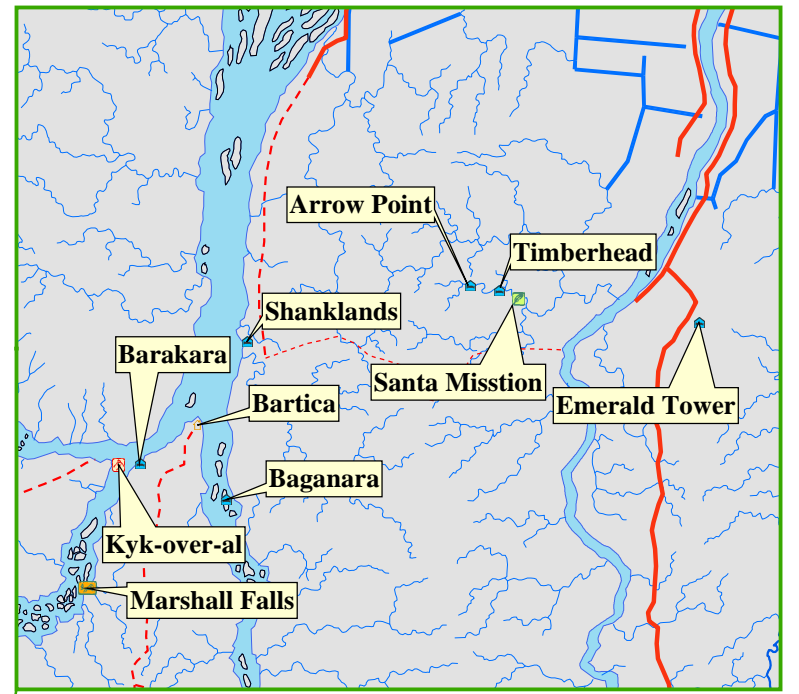 Arrow Point
Timberhead
Shanklands
Barakara
Santa Misstion
Bartica
Emerald Tower
Baganara
Kyk-over-al
Marshall Falls